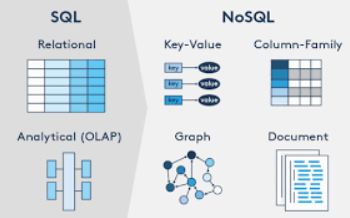 SQL
NoSQL
Relational
Key-Value
Column-Family
key value
key value
key value
Analytical (OLAP)
Graph
Document